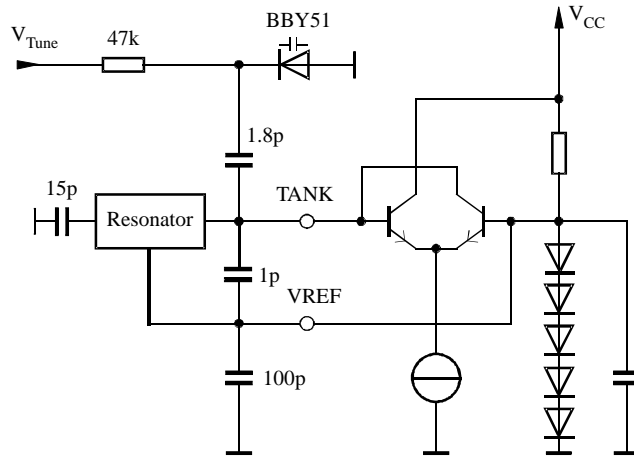 BBY51
V_CC
V_Tune
47k
1.8p
15p
TANK
Resonator
1p
VREF
100p